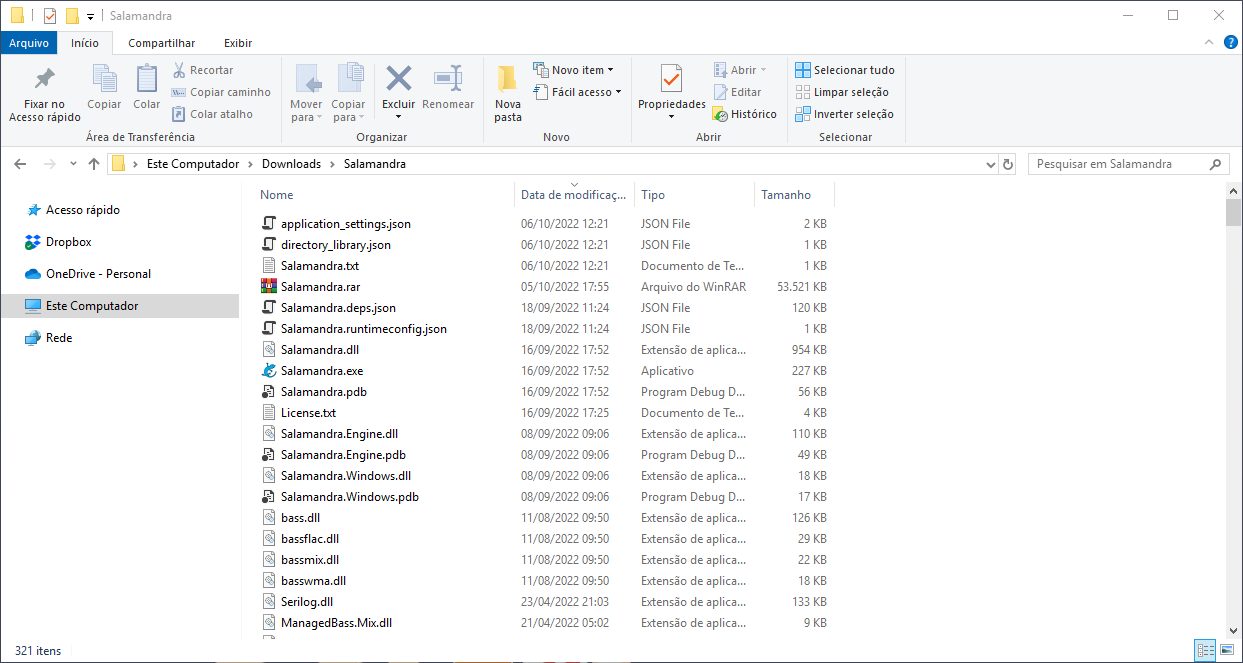 Salamandra
Arquivo Início Compartilhar Exibir
Fixar no Acesso rápido
Copiar
Colar
Recortar
Copiar caminho
Colar atalho
Área de Transferência
Mover para
Copiar para
Excluir
Renomear
Organizar
Nova pasta
Novo item
Fácil acesso
Novo
Propriedades
Abrir
Editar
Histórico
Abrir
Selecionar tudo
Limpar seleção
Inverter seleção
Selecionar
Este Computador > Downloads > Salamandra
Pesquisar em Salamandra
Acesso rápido
Dropbox
OneDrive - Personal
Este Computador
Rede
Nome Data de modificaç... Tipo Tamanho
application_settings.json 06/10/2022 12:21 JSON File 2 KB
directory_library.json 06/10/2022 12:21 JSON File 1 KB
Salamandra.txt 06/10/2022 12:21 Documento de Te... 1 KB
Salamandra.rar 05/10/2022 17:55 Arquivo do WinRAR 53.521 KB
Salamandra.deps.json 18/09/2022 11:24 JSON File 120 KB
Salamandra.runtimeconfig.json 18/09/2022 11:24 JSON File 1 KB
Salamandra.dll 16/09/2022 17:52 Extensão de aplica... 954 KB
Salamandra.exe 16/09/2022 17:52 Aplicativo 227 KB
Salamandra.pdb 16/09/2022 17:52 Program Debug D... 56 KB
License.txt 16/09/2022 17:25 Documento de Te... 4 KB
Salamandra.Engine.dll 08/09/2022 09:06 Extensão de aplica... 110 KB
Salamandra.Engine.pdb 08/09/2022 09:06 Program Debug D... 49 KB
Salamandra.Windows.dll 08/09/2022 09:06 Extensão de aplica... 18 KB
Salamandra.Windows.pdb 08/09/2022 09:06 Program Debug D... 17 KB
bass.dll 11/08/2022 09:50 Extensão de aplica... 126 KB
bassflac.dll 11/08/2022 09:50 Extensão de aplica... 29 KB
bassmix.dll 11/08/2022 09:50 Extensão de aplica... 22 KB
basswma.dll 11/08/2022 09:50 Extensão de aplica... 18 KB
Serilog.dll 23/04/2022 21:03 Extensão de aplica... 133 KB
ManagedBass.Mix.dll 21/04/2022 05:02 Extensão de aplica... 9 KB
321 itens